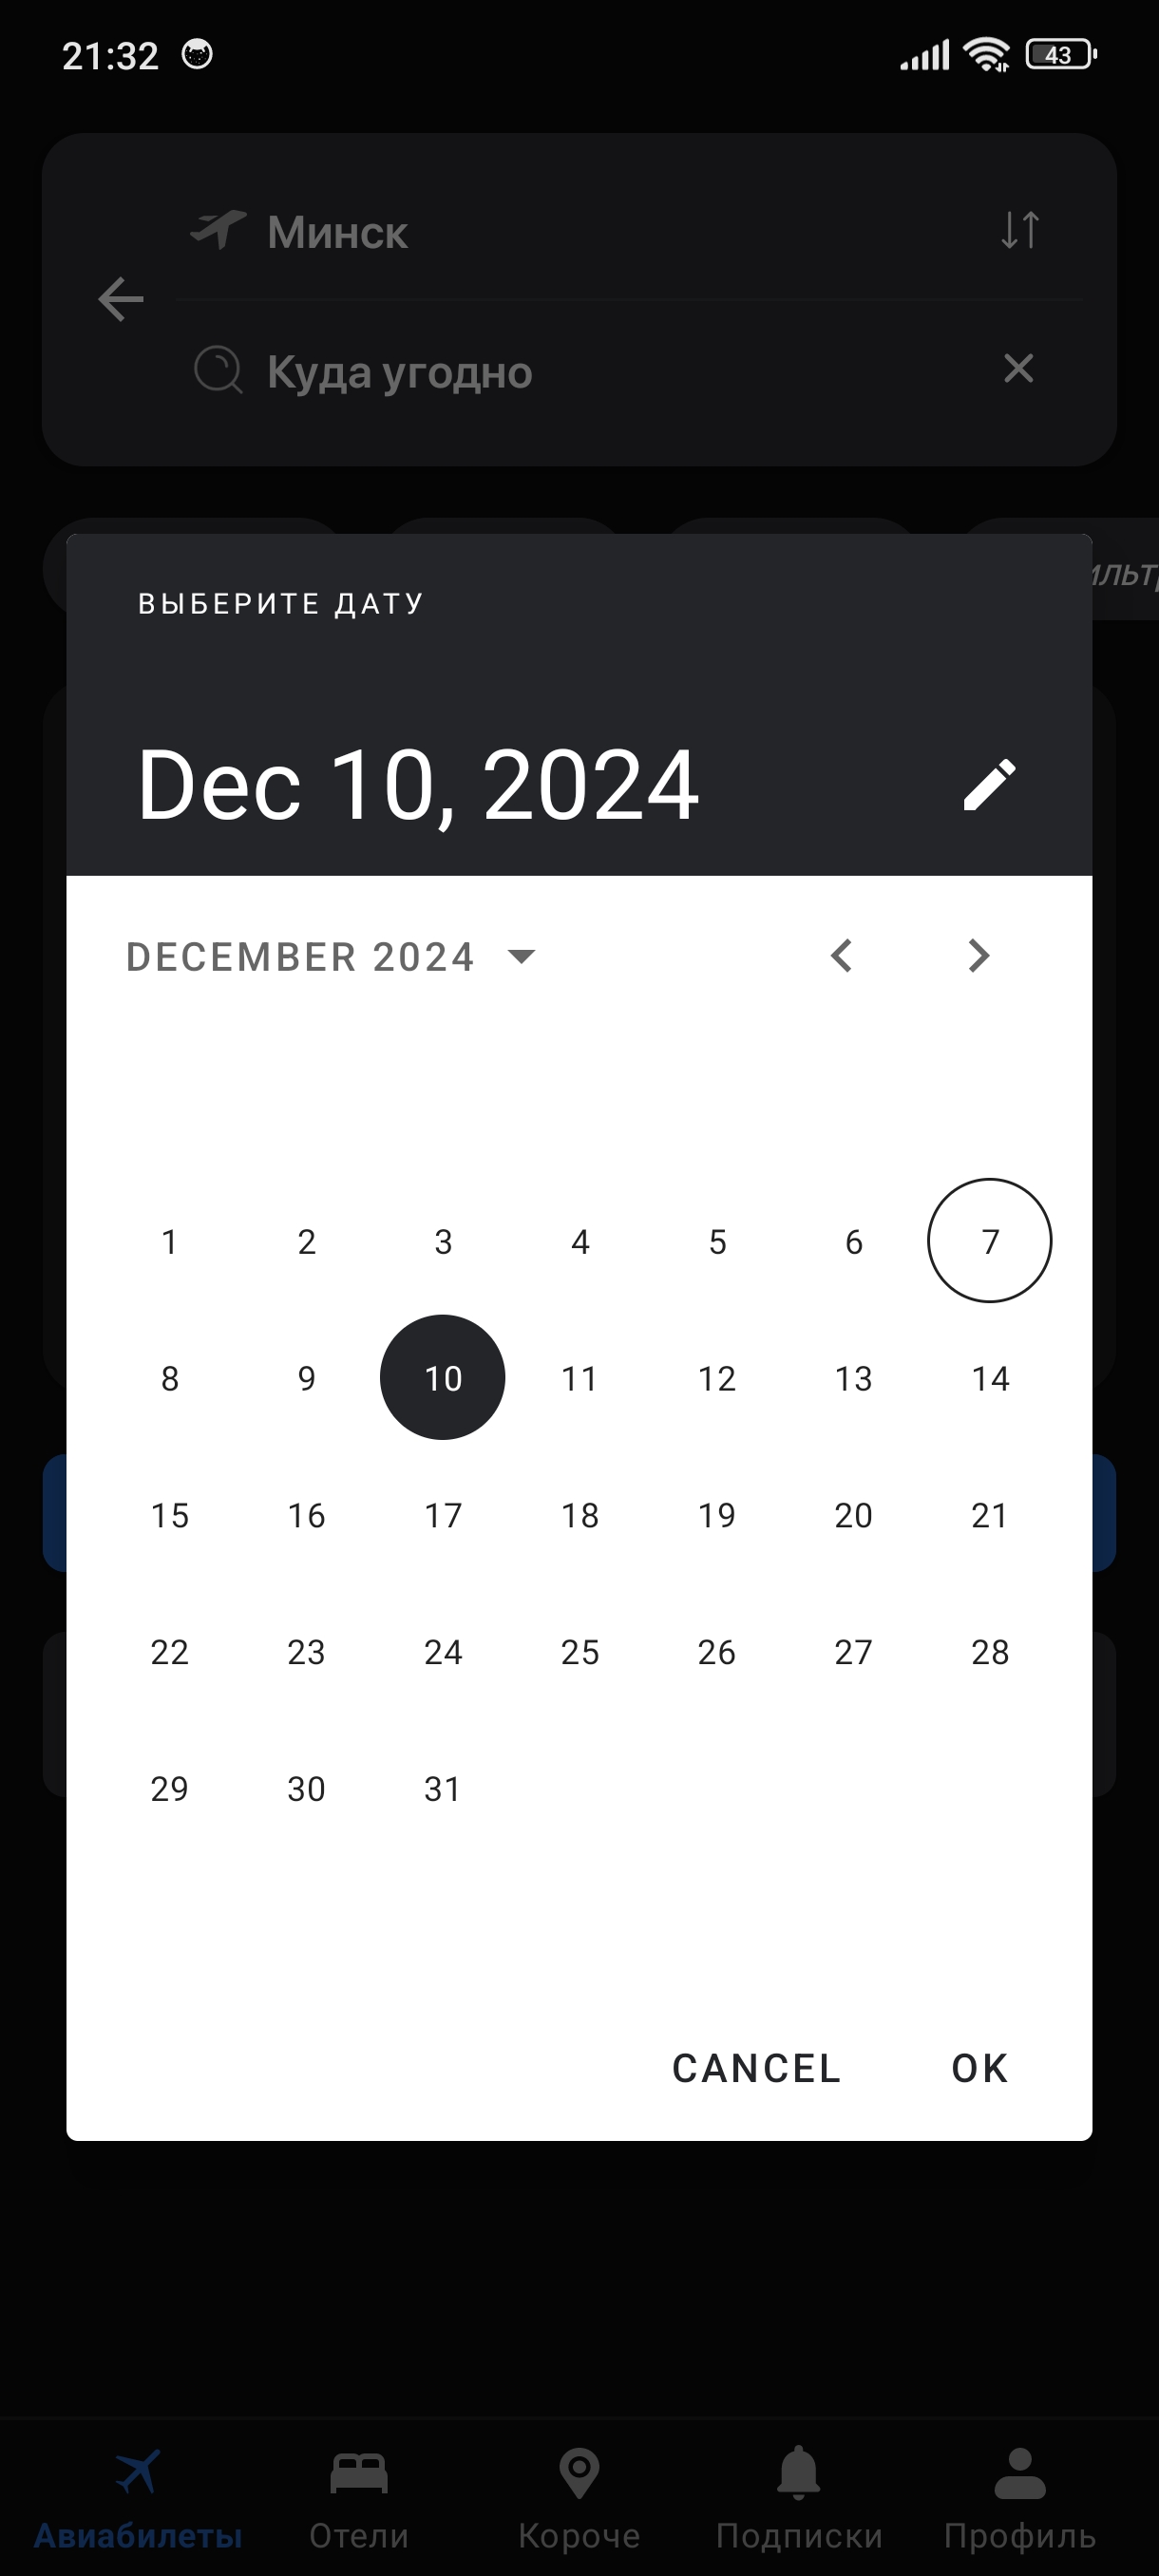 21:32
43
Минск
Куда угодно
ВЫБЕРИТЕ ДАТУ
Dec 10, 2024
DECEMBER 2024
1 2 3 4 5 6 7
8 9 10 11 12 13 14
15 16 17 18 19 20 21
22 23 24 25 26 27 28
29 30 31
CANCEL OK
Авиабилеты Отели Короче Подписки Профиль